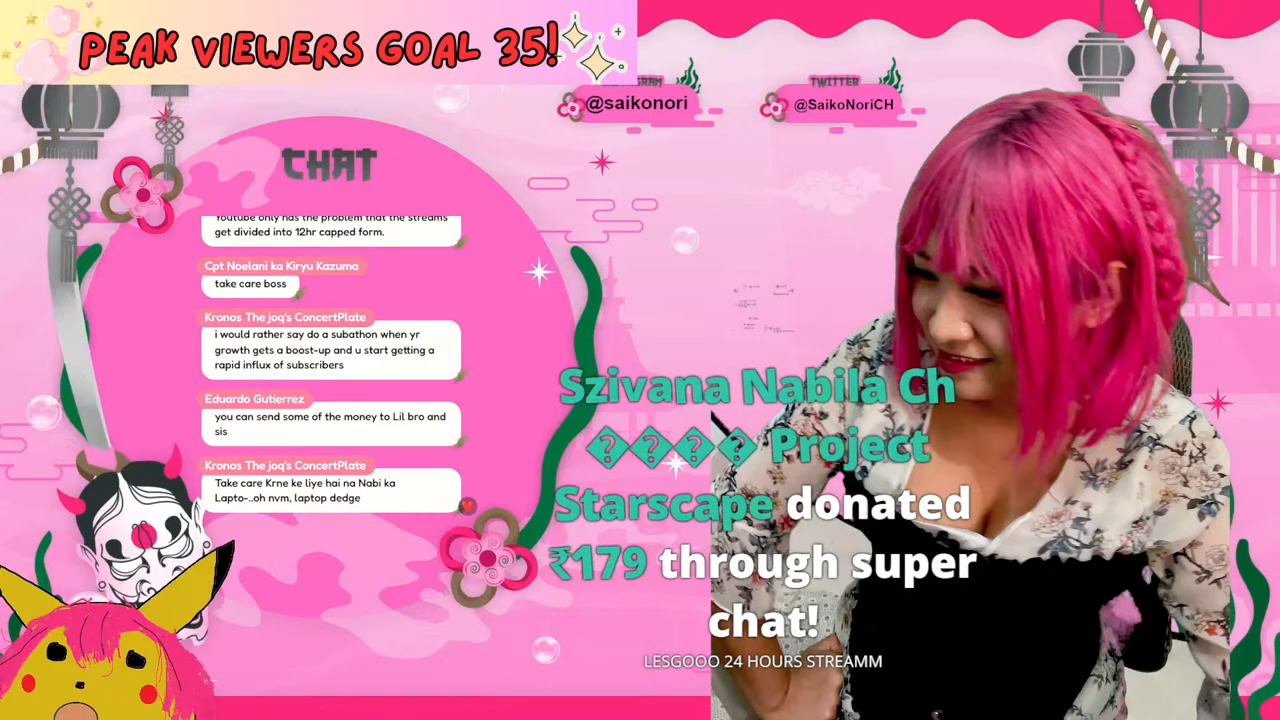 PEAK VIEWERS GOAL 35!
@saikonori
TWITTER
@SaikoNoriCH
CHAT
Youtube only has the problem that the streams
get divided into 12hr capped form.
Cpt Noelani ka Kiryu Kazuma
take care boss
Kronos The joq's ConcertPlate
i would rather say do a subathon when yr
growth gets a boost-up and u start getting a
rapid influx of subscribers
Eduardo Gutierrez
you can send some of the money to Lil bro and
sis
Kronos The joq's ConcertPlate
Take care Krne ke liye hai na Nabi ka
Lapto-..oh nvm, laptop dedge
Szivana Nabila Ch
���� Project
Starscape donated
₹179 through super
chat!
LESGOOO 24 HOURS STREAMM